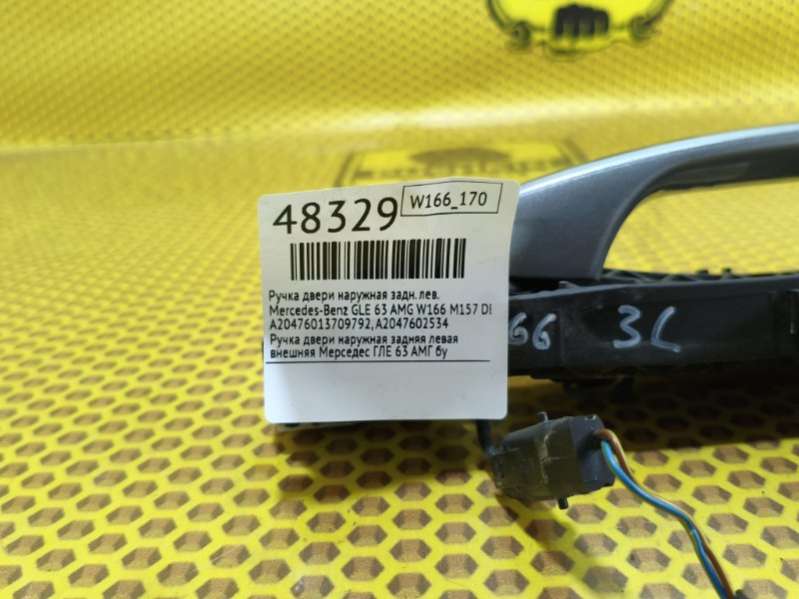 48329
W166_170
Ручка двери наружная задн. лев.
Mercedes-Benz GLE 63 AMG W166 M157 DE
A20476013709792, A2047602534
Ручка двери наружная задняя левая
внешняя Мерседес ГЛЕ 63 АМГ бу
66 3L